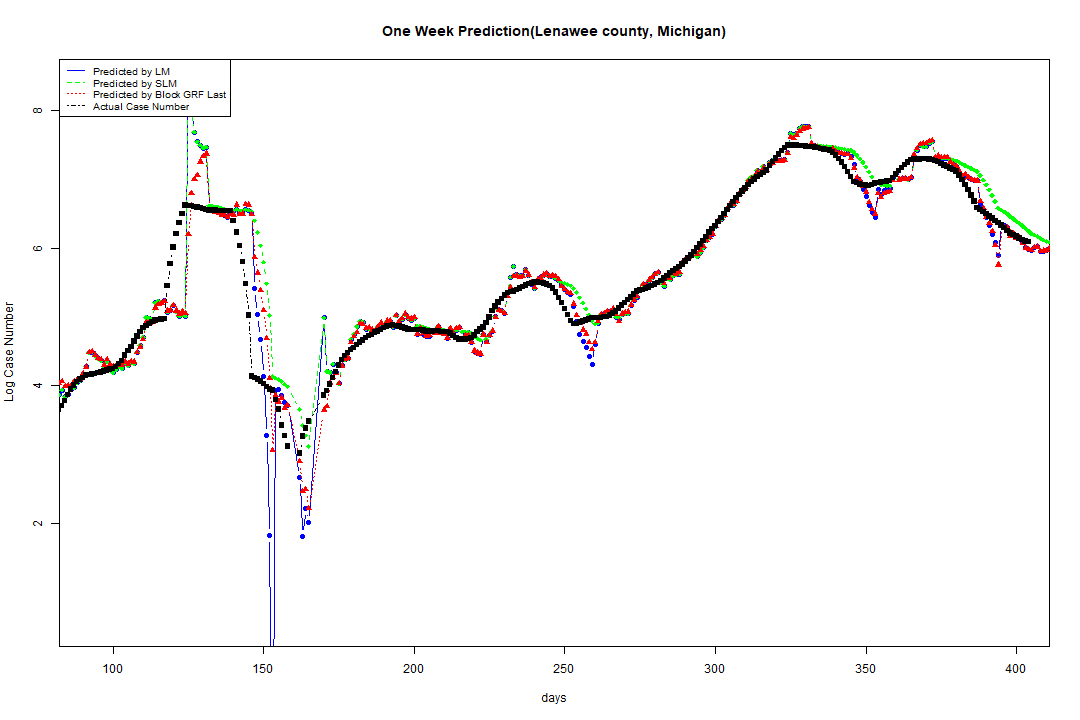 One Week Prediction(Lenawee county, Michigan)
Predicted by LM
Predicted by SLM
Predicted by Block GRF Last
Actual Case Number
8
6
4
2
Log Case Number
100 150 200 250 300 350 400
days